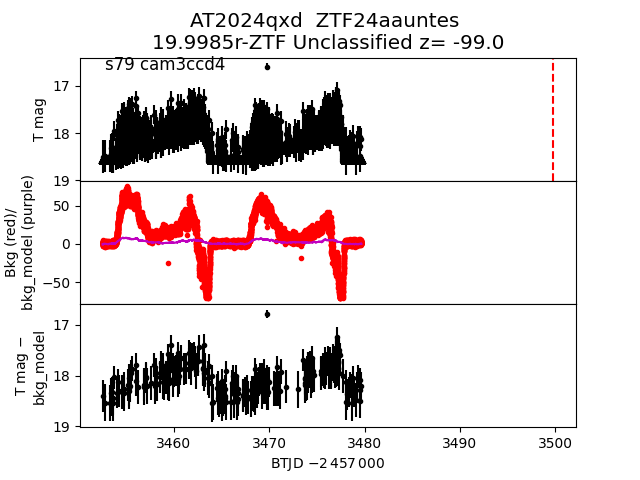 AT2024qxd  ZTF24aauntes
19.9985r-ZTF Unclassified z= -99.0
s79 cam3ccd4
T mag
17
18
19
Bkg (red)/
bkg_model (purple)
50
0
−50
T mag −
bkg_model
17
18
19
3460
3470
3480
3490
3500
BTJD −2 457 000